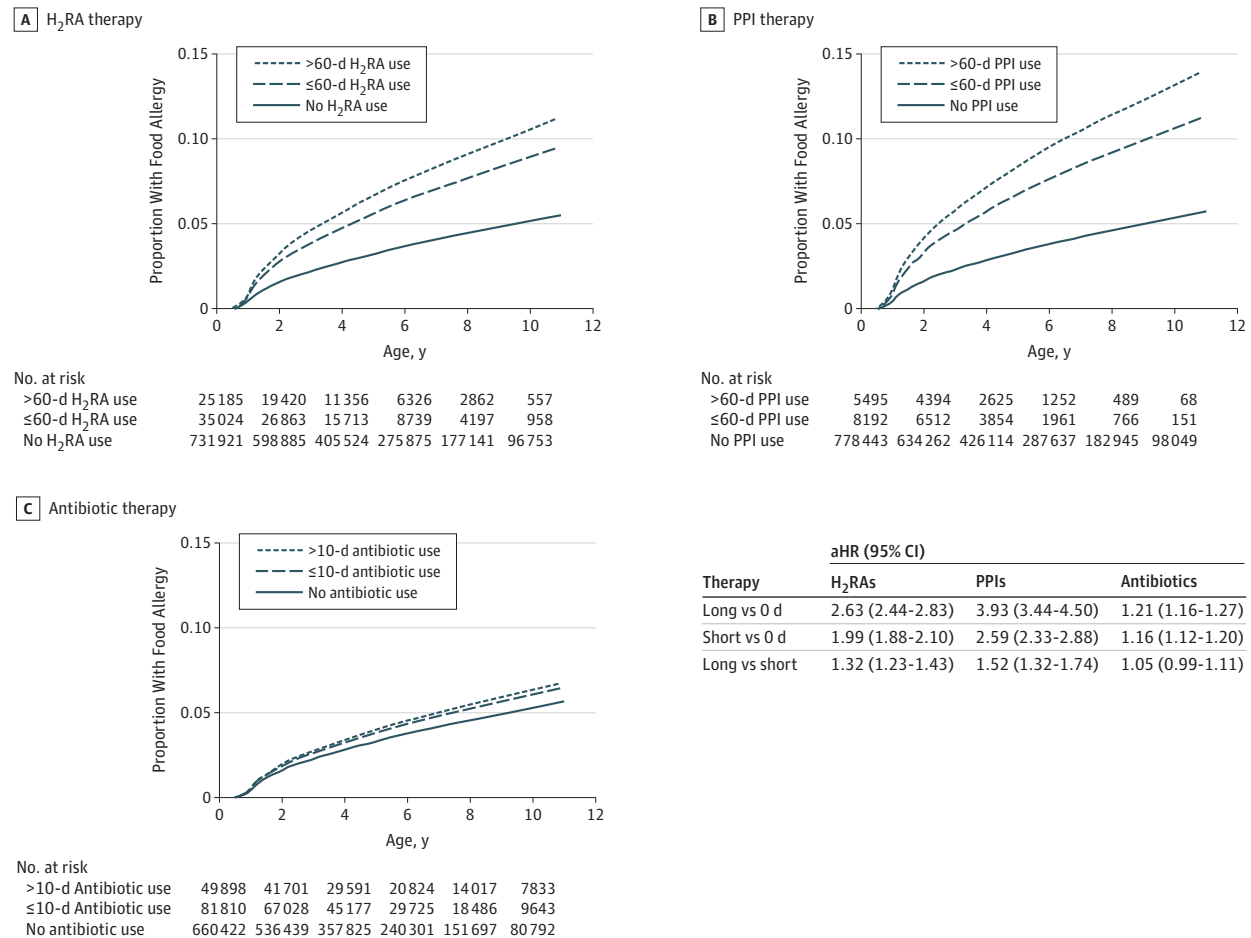 A H2RA therapy
0.15
0.10
0.05
0
Proportion With Food Allergy
>60-d H2RA use
≤60-d H2RA use
No H2RA use
0 2 4 6 8 10 12
Age, y
No. at risk
>60-d H2RA use 25185 19420 11356 6326 2862 557
≤60-d H2RA use 35024 26863 15713 8739 4197 958
No H2RA use 731921 598885 405524 275875 177141 96753
B PPI therapy
0.15
0.10
0.05
0
Proportion With Food Allergy
>60-d PPI use
≤60-d PPI use
No PPI use
0 2 4 6 8 10 12
Age, y
No. at risk
>60-d PPI use 5495 4394 2625 1252 489 68
≤60-d PPI use 8192 6512 3854 1961 766 151
No PPI use 778443 634262 426114 287637 182945 98049
C Antibiotic therapy
0.15
0.10
0.05
0
Proportion With Food Allergy
>10-d antibiotic use
≤10-d antibiotic use
No antibiotic use
0 2 4 6 8 10 12
Age, y
No. at risk
>10-d Antibiotic use 49898 41701 29591 20824 14017 7833
≤10-d Antibiotic use 81810 67028 45177 29725 18486 9643
No antibiotic use 660422 536439 357825 240301 151697 80792
aHR (95% CI)
Therapy H2RAs PPIs Antibiotics
Long vs 0 d 2.63 (2.44-2.83) 3.93 (3.44-4.50) 1.21 (1.16-1.27)
Short vs 0 d 1.99 (1.88-2.10) 2.59 (2.33-2.88) 1.16 (1.12-1.20)
Long vs short 1.32 (1.23-1.43) 1.52 (1.32-1.74) 1.05 (0.99-1.11)